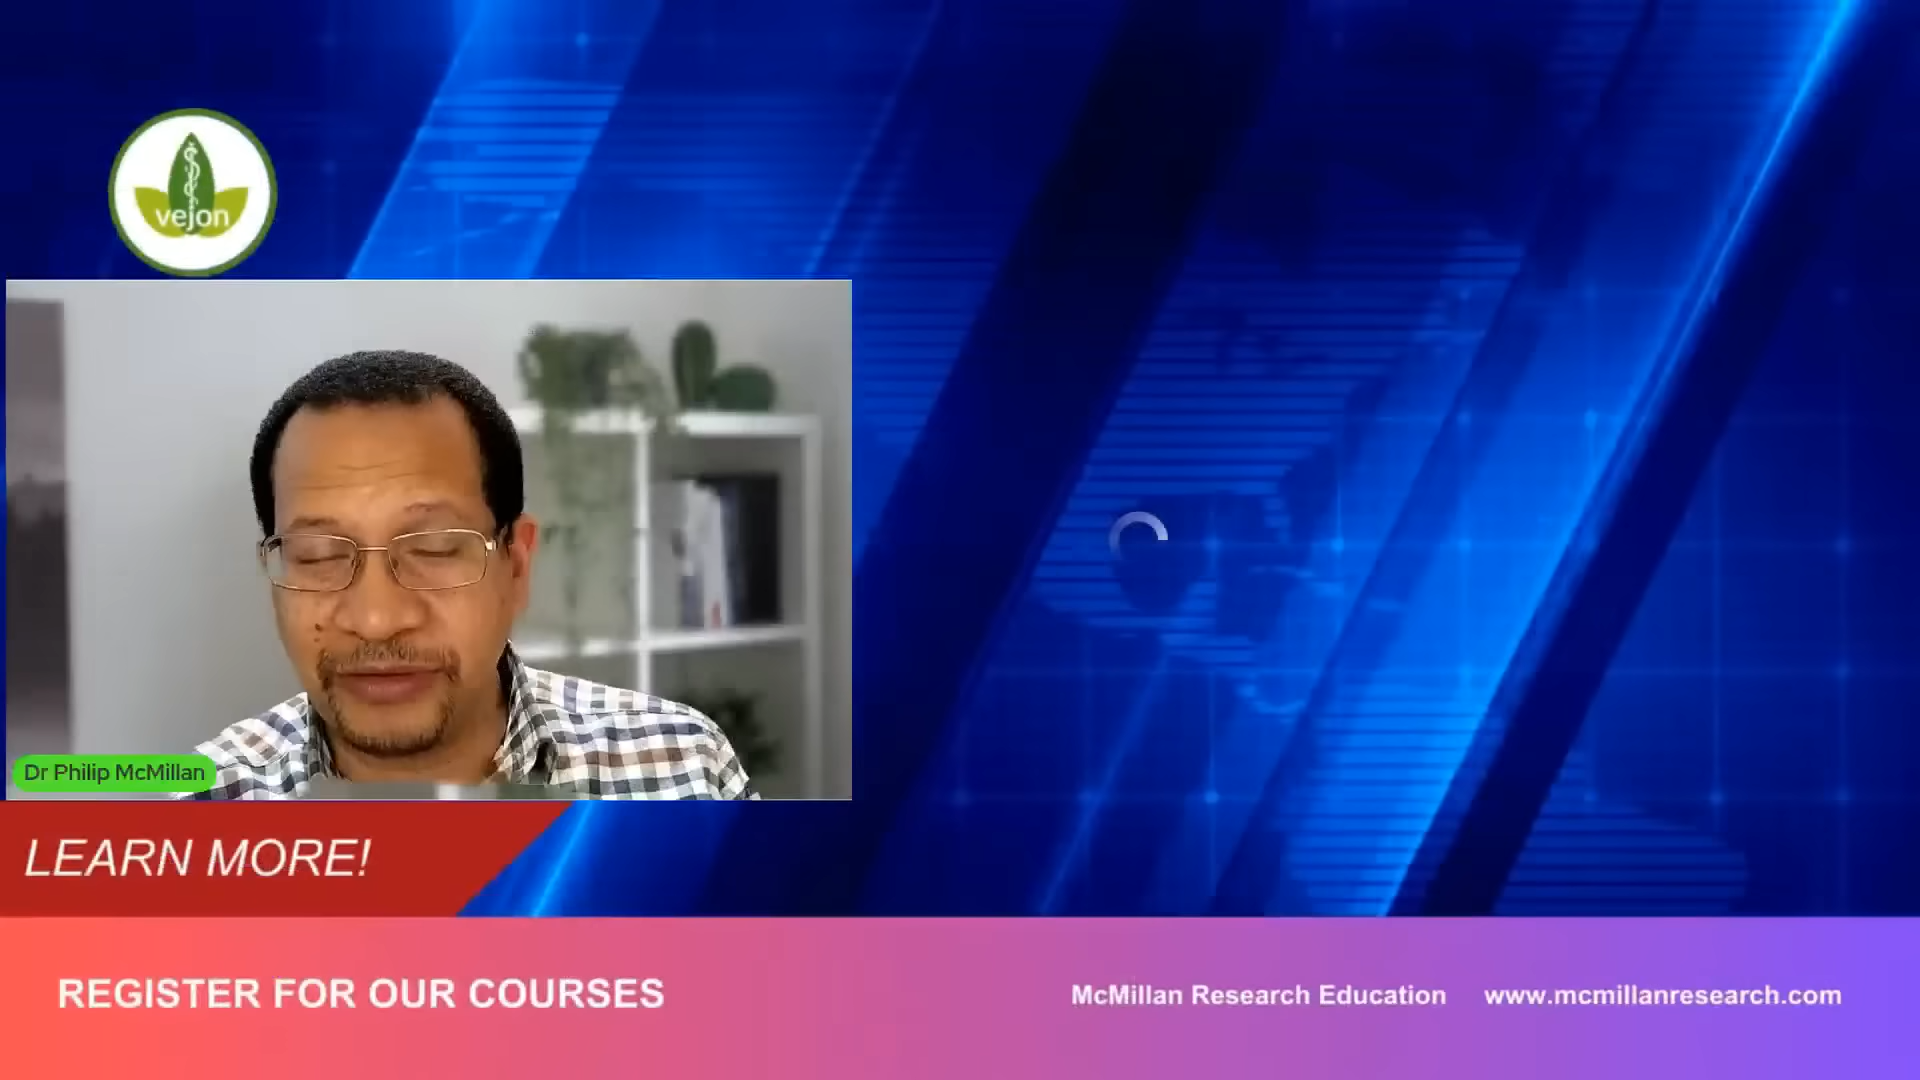 vejon
Dr Philip McMillan
LEARN MORE!
REGISTER FOR OUR COURSES
McMillan Research Education www.mcmillanresearch.com